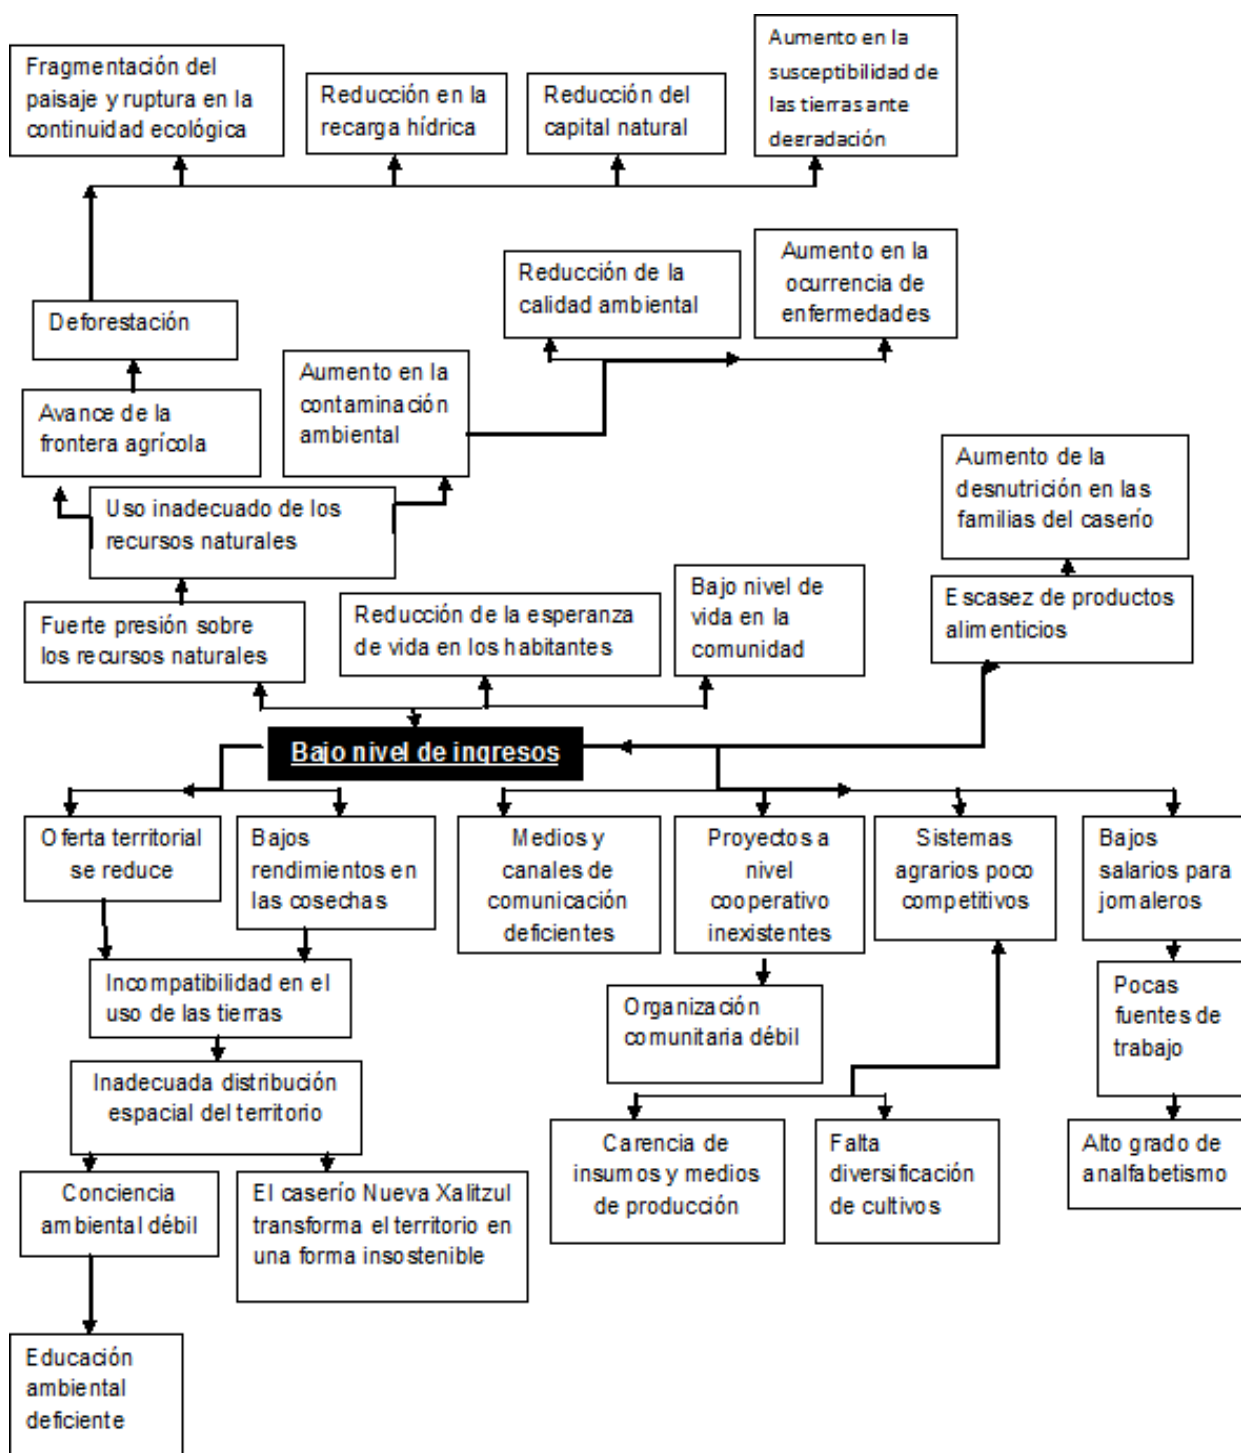 Fragmentación del
paisaje y ruptura en la
continuidad ecológica
Reducción en la
recarga hídrica
Reducción del
capital natural
Aumento en la
susceptibilidad de
las tierras ante
degradación
Reducción de la
calidad ambiental
Aumento en la
ocurrencia de
enfermedades
Deforestación
Avance de la
frontera agrícola
Aumento en la
contaminación
ambiental
Aumento de la
desnutrición en las
familias del caserío
Uso inadecuado de los
recursos naturales
Fuerte presión sobre
los recursos naturales
Reducción de la esperanza
de vida en los habitantes
Bajo nivel de
vida en la
comunidad
Escasez de productos
alimenticios
Bajo nivel de ingresos
Oferta territorial
se reduce
Bajos
rendimientos en
las cosechas
Medios y
canales de
comunicación
deficientes
Proyectos a
nivel
cooperativo
inexistentes
Sistemas
agrarios poco
competitivos
Bajos
salarios para
jornaleros
Incompatibilidad en el
uso de las tierras
Organización
comunitaria débil
Pocas
fuentes de
trabajo
Inadecuada distribución
espacial del territorio
Carencia de
insumos y medios
de producción
Falta
diversificación
de cultivos
Alto grado de
analfabetismo
Conciencia
ambiental débil
El caserío Nueva Xalitzul
transforma el territorio en
una forma insostenible
Educación
ambiental
deficiente